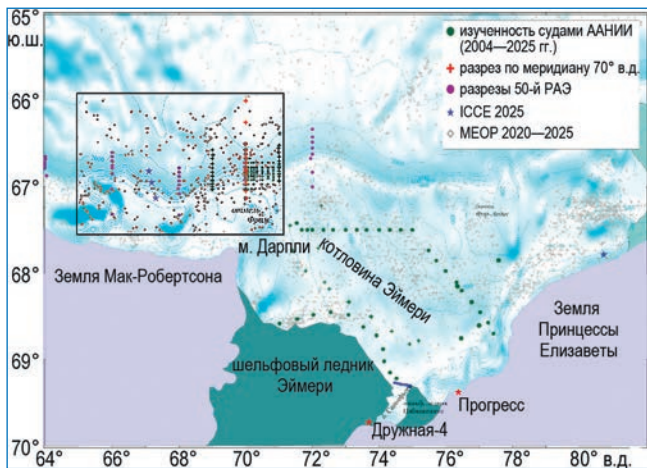 65°
ю.ш.
66°
67°
68°
69°
70°
изученность судами ААНИИ
(2004—2025 гг.)
разрез по меридиану 70° в.д.
разрезы 50-й РАЭ
ICCE 2025
МЕОР 2020—2025
м. Дарнли
котловина Эймери
Земля Мак-Робертсона
Земля
Принцессы
Елизаветы
шельфовый ледник
Эймери
Прогресс
Дружная-4
64° 66° 68° 70° 72° 74° 76° 78° 80° в.д.